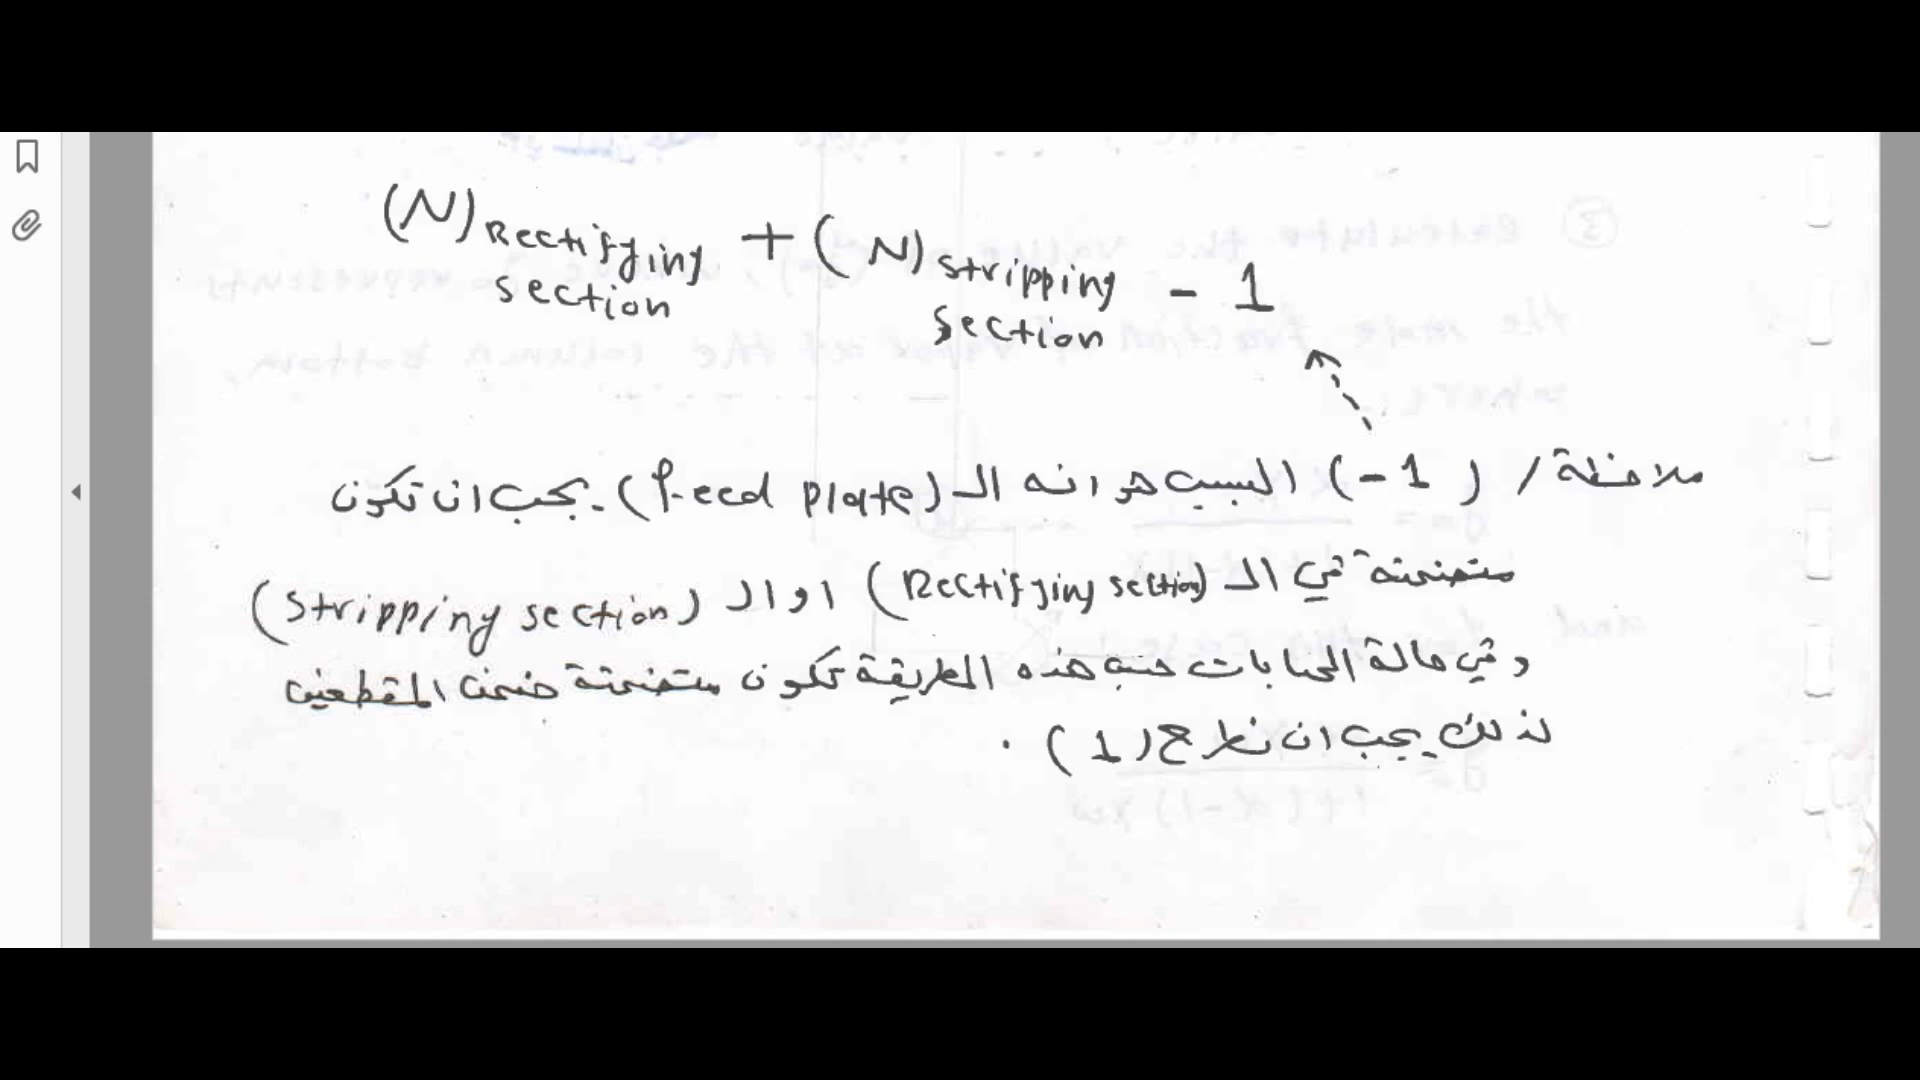 (N) Rectifying section + (N) Stripping section - 1
ملاحظة / (1-) السبب هو انه الـ (feed plate) يجب ان تكون
متضمنة في الـ (Rectifying section) او الـ (Stripping section)
وفي حالة الحسابات حسب هذه الطريقة تكون متضمنة ضمن المقطعين
لذلك يجب ان نطرح (1) .